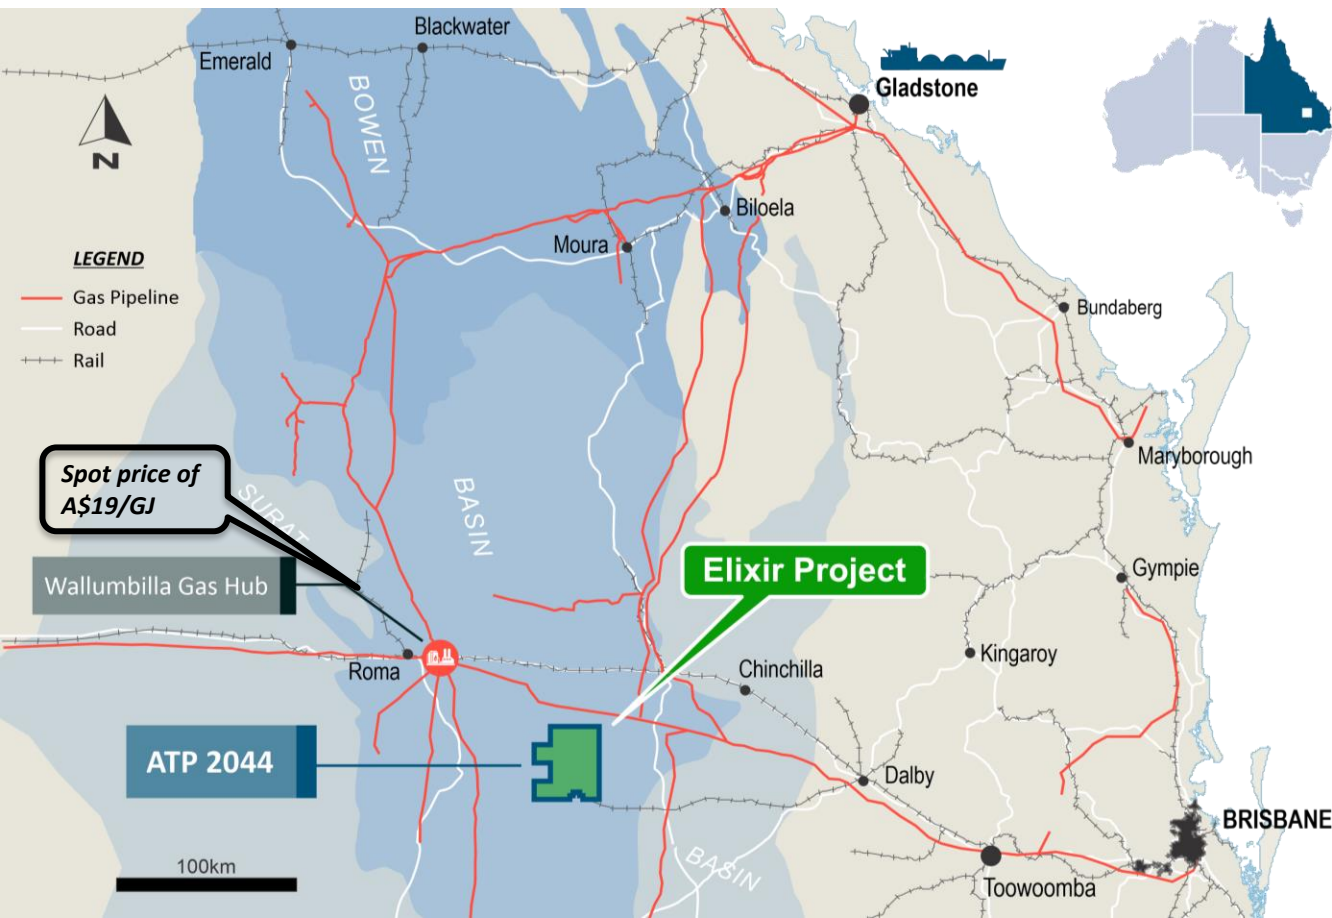 Blackwater
Emerald
Gladstone
BOWEN
N
Biloela
Moura
LEGEND
Gas Pipeline
Road
Rail
Bundaberg
Maryborough
Spot price of
A$19/GJ
SURAT
BASIN
Elixir Project
Wallumbilla Gas Hub
Gympie
Roma
Kingaroy
Chinchilla
ATP 2044
Dalby
BRISBANE
100km
BASIN
Toowoomba